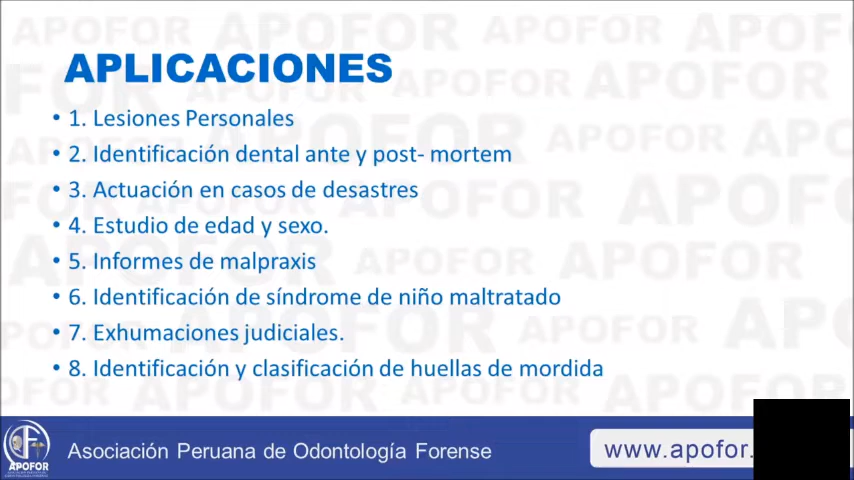 APLICACIONES
• 1. Lesiones Personales
• 2. Identificación dental ante y post- mortem
• 3. Actuación en casos de desastres
• 4. Estudio de edad y sexo.
• 5. Informes de malpraxis
• 6. Identificación de síndrome de niño maltratado
• 7. Exhumaciones judiciales.
• 8. Identificación y clasificación de huellas de mordida
APOFOR
Asociación Peruana de Odontología Forense
www.apofor.